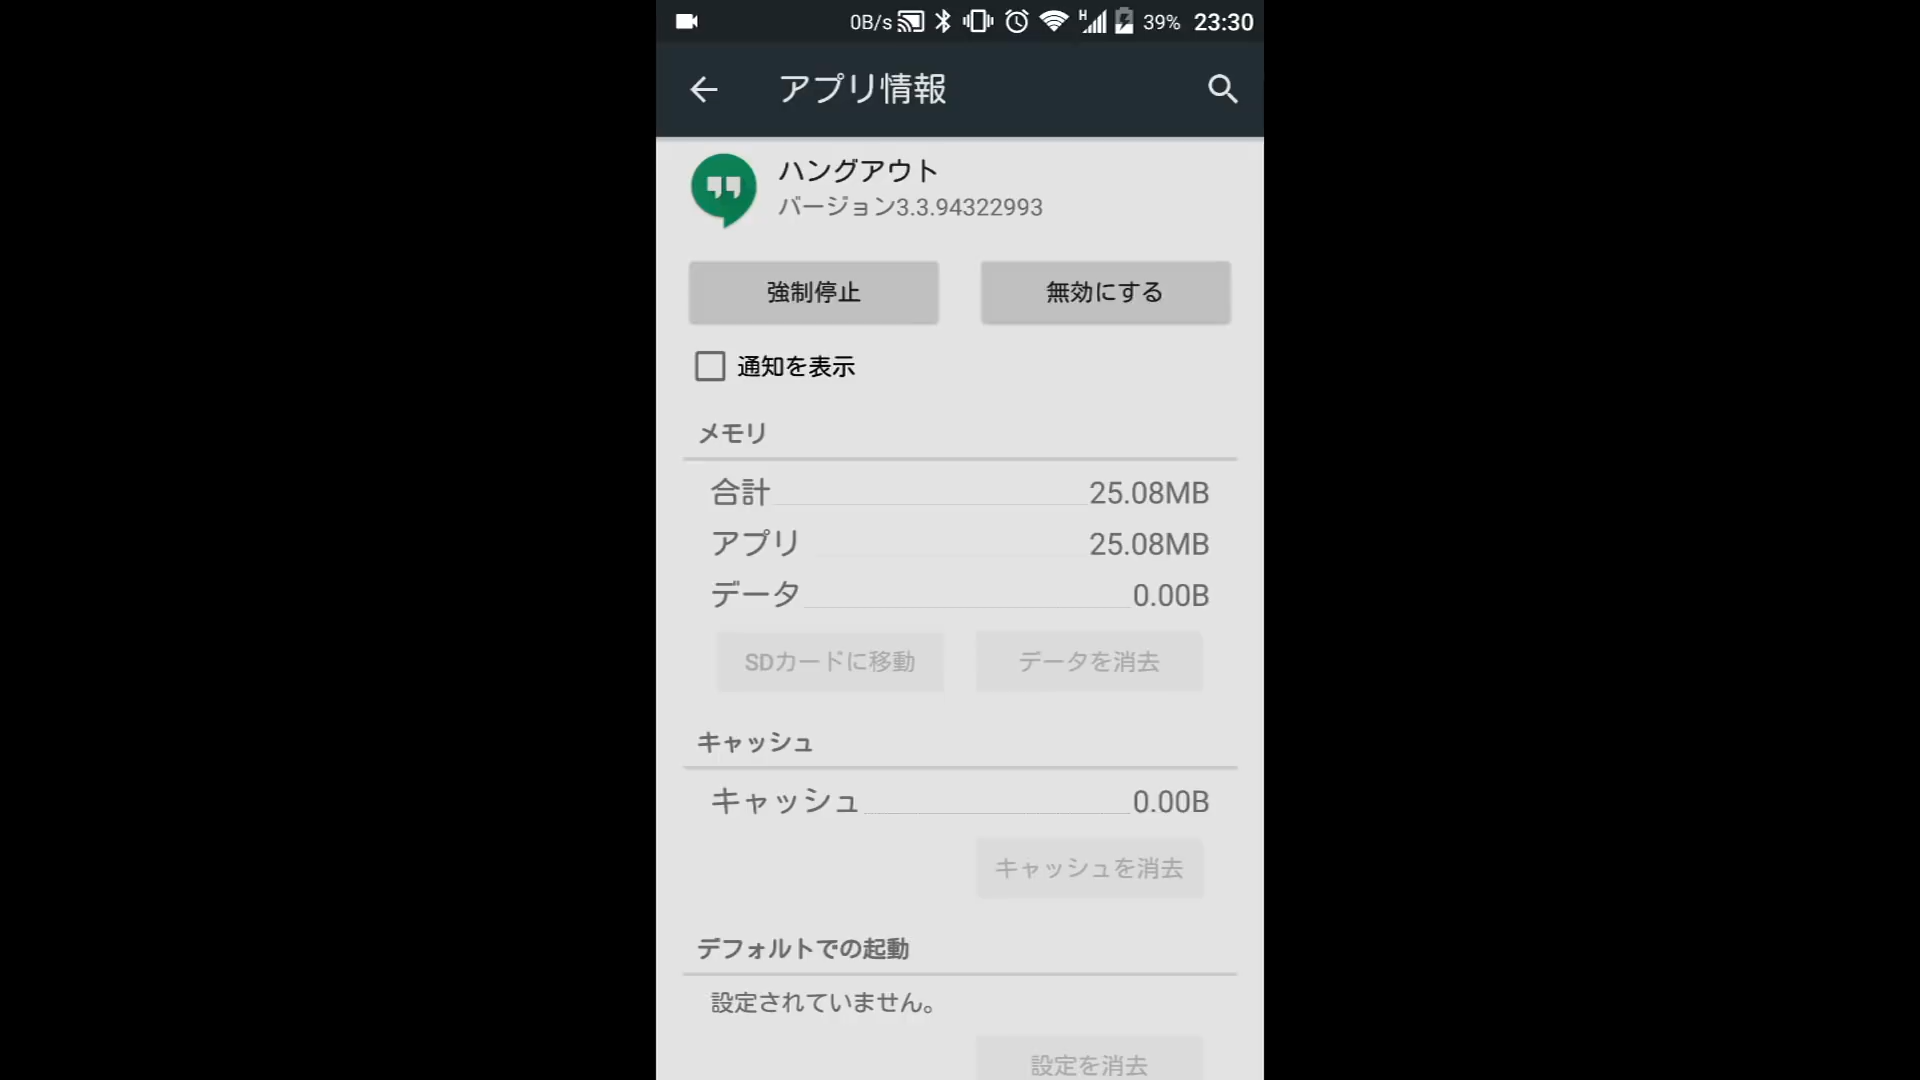 0B/s H 39% 23:30
アプリ情報
ハングアウト
バージョン3.3.94322993
強制停止 無効にする
通知を表示
メモリ
合計 25.08MB
アプリ 25.08MB
データ 0.00B
SDカードに移動 データを消去
キャッシュ
キャッシュ 0.00B
キャッシュを消去
デフォルトでの起動
設定されていません。
設定を消去